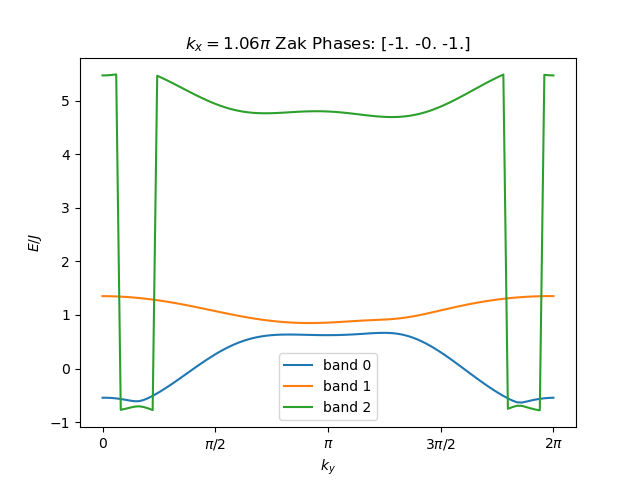 $k_x = 1.06\pi$ Zak Phases: [-1. -0. -1.]
E/J
5
4
3
2
1
0
−1
band 0
band 1
band 2
0 π/2 π 3π/2 2π
$k_y$